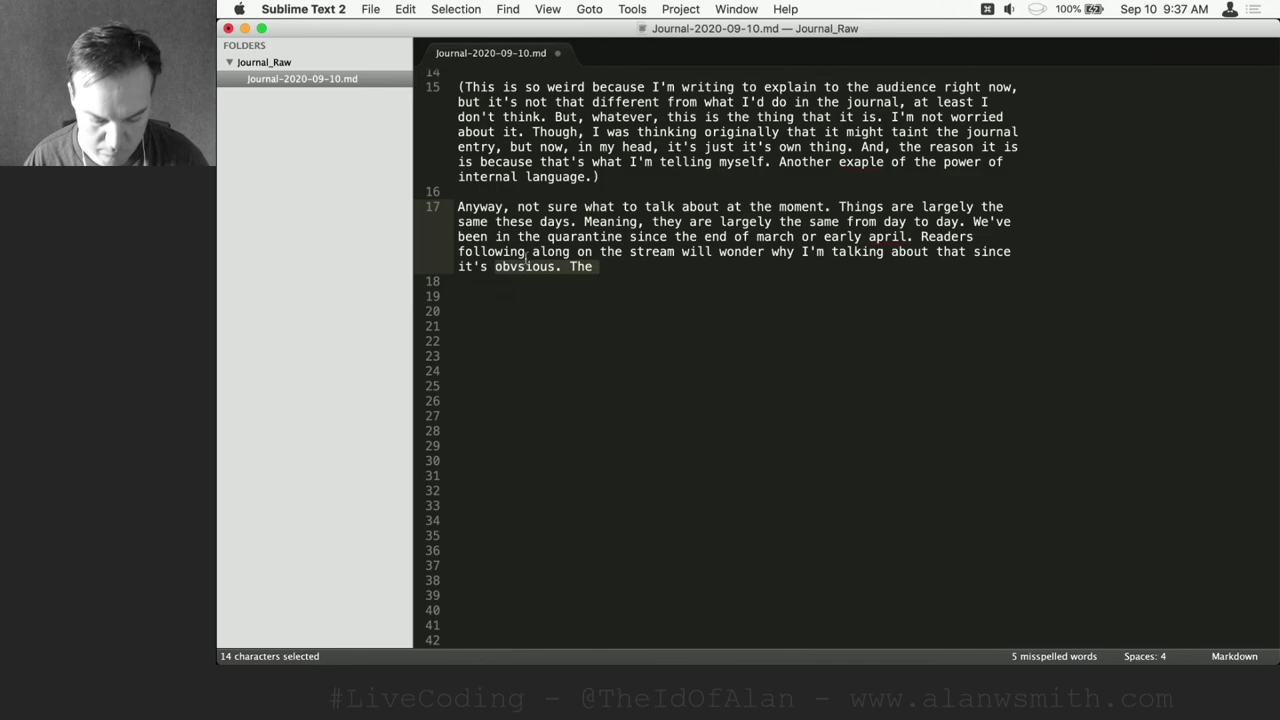 Sublime Text 2 File Edit Selection Find View Goto Tools Project Window Help 100% Sep 10 9:37 AM
Journal-2020-09-10.md — Journal_Raw
FOLDERS
Journal_Raw
Journal-2020-09-10.md
Journal-2020-09-10.md
14
15 (This is so weird because I'm writing to explain to the audience right now,
but it's not that different from what I'd do in the journal, at least I
don't think. But, whatever, this is the thing that it is. I'm not worried
about it. Though, I was thinking originally that it might taint the journal
entry, but now, in my head, it's just it's own thing. And, the reason it is
is because that's what I'm telling myself. Another exaple of the power of
internal language.)
16
17 Anyway, not sure what to talk about at the moment. Things are largely the
same these days. Meaning, they are largely the same from day to day. We've
been in the quarantine since the end of march or early april. Readers
following along on the stream will wonder why I'm talking about that since
it's obvsious. The
18
19
20
21
22
23
24
25
26
27
28
29
30
31
32
33
34
35
36
37
38
39
40
41
42
14 characters selected 5 misspelled words Spaces: 4 Markdown
#LiveCoding - @TheIdOfAlan - www.alanwsmith.com